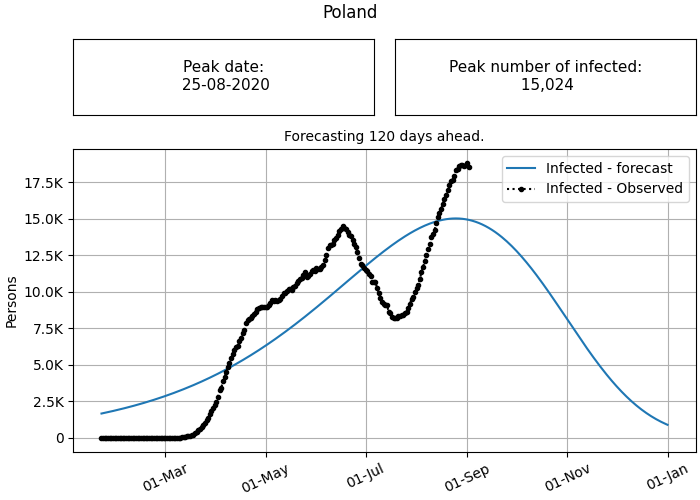 Poland
Peak date:
25-08-2020
Peak number of infected:
15,024
Forecasting 120 days ahead.
Infected - forecast
Infected - Observed
17.5K
15.0K
12.5K
10.0K
7.5K
5.0K
2.5K
0
Persons
01-Mar
01-May
01-Jul
01-Sep
01-Nov
01-Jan